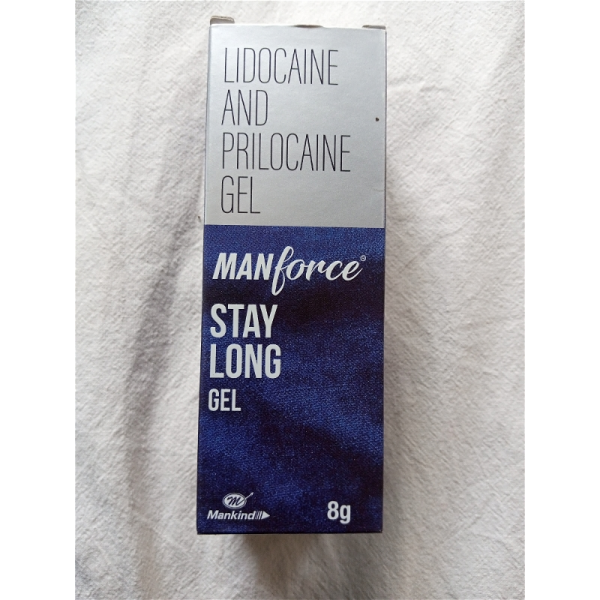 LIDOCAINE
AND
PRILOCAINE
GEL
MANforce®
STAY
LONG
GEL
m
Mankind
8g